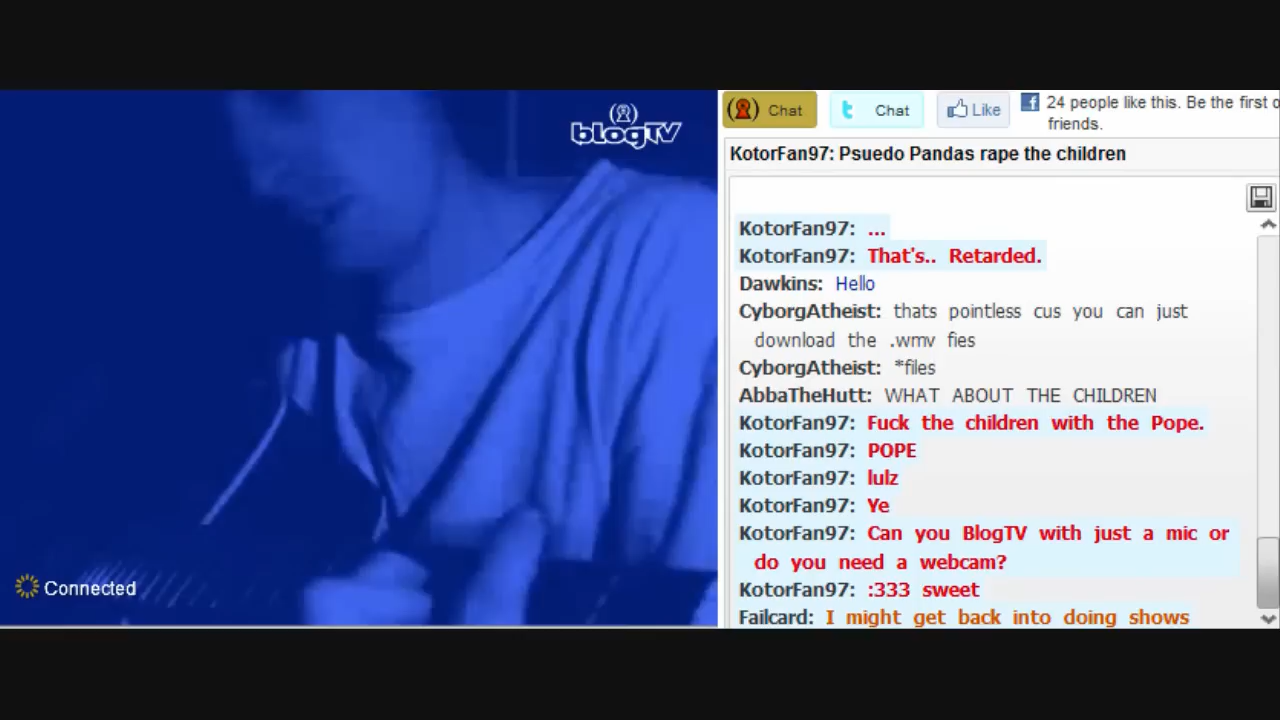 blogTV
Connected
Chat
Chat
Like
24 people like this. Be the first o
friends.
KotorFan97: Psuedo Pandas rape the children
KotorFan97: ...
KotorFan97: That's.. Retarded.
Dawkins: Hello
CyborgAtheist: thats pointless cus you can just
download the .wmv fies
CyborgAtheist: *files
AbbaTheHutt: WHAT ABOUT THE CHILDREN
KotorFan97: Fuck the children with the Pope.
KotorFan97: POPE
KotorFan97: lulz
KotorFan97: Ye
KotorFan97: Can you BlogTV with just a mic or
do you need a webcam?
KotorFan97: :333 sweet
Failcard: I might get back into doing shows